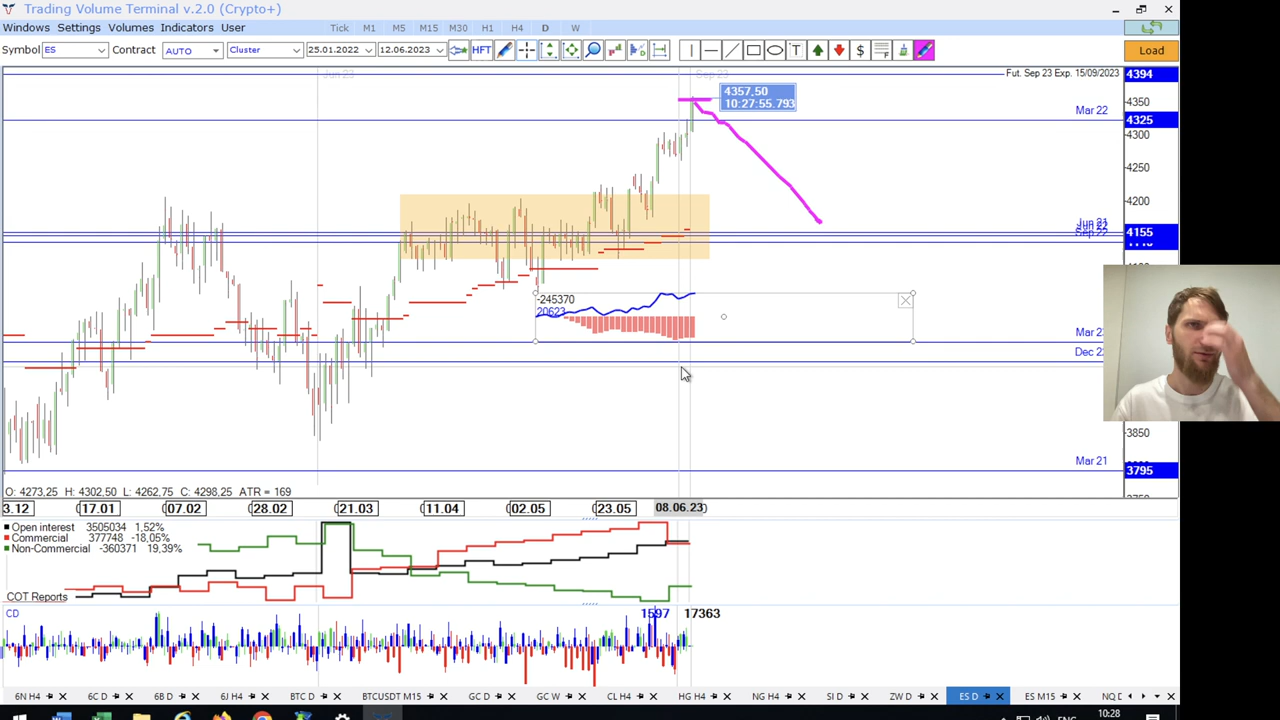 Trading Volume Terminal v.2.0 (Crypto+)
Windows Settings Volumes Indicators User
Tick M1 M5 M15 M30 H1 H4 D W
Symbol ES Contract AUTO Cluster 25.01.2022 12.06.2023 HFT T $ Load
Jun 23 Sep 23 Fut. Sep 23 Exp. 15/09/2023 4394
4357.50
10:27:55.793
4350
Mar 22
4325
4300
4250
4200
Jun 21
Sep 22
4155
-245370
20623
Dec 2
3850
Mar 21
3795
O: 4273,25 H: 4302,50 L: 4262,75 C: 4298,25 ATR = 169
3.12 17.01 07.02 28.02 21.03 11.04 02.05 23.05 08.06.23
Open interest 3505034 1,52%
Commercial 377748 -18,05%
Non-Commercial -360371 19,39%
COT Reports
CD 1597 17363
6N H4 6C D 6B D 6J H4 BTC D BTCUSDT M15 GC D GC W CL H4 HG H4 NG H4 SI D ZW D ES D ES M15 NQ D
ENG 10:28